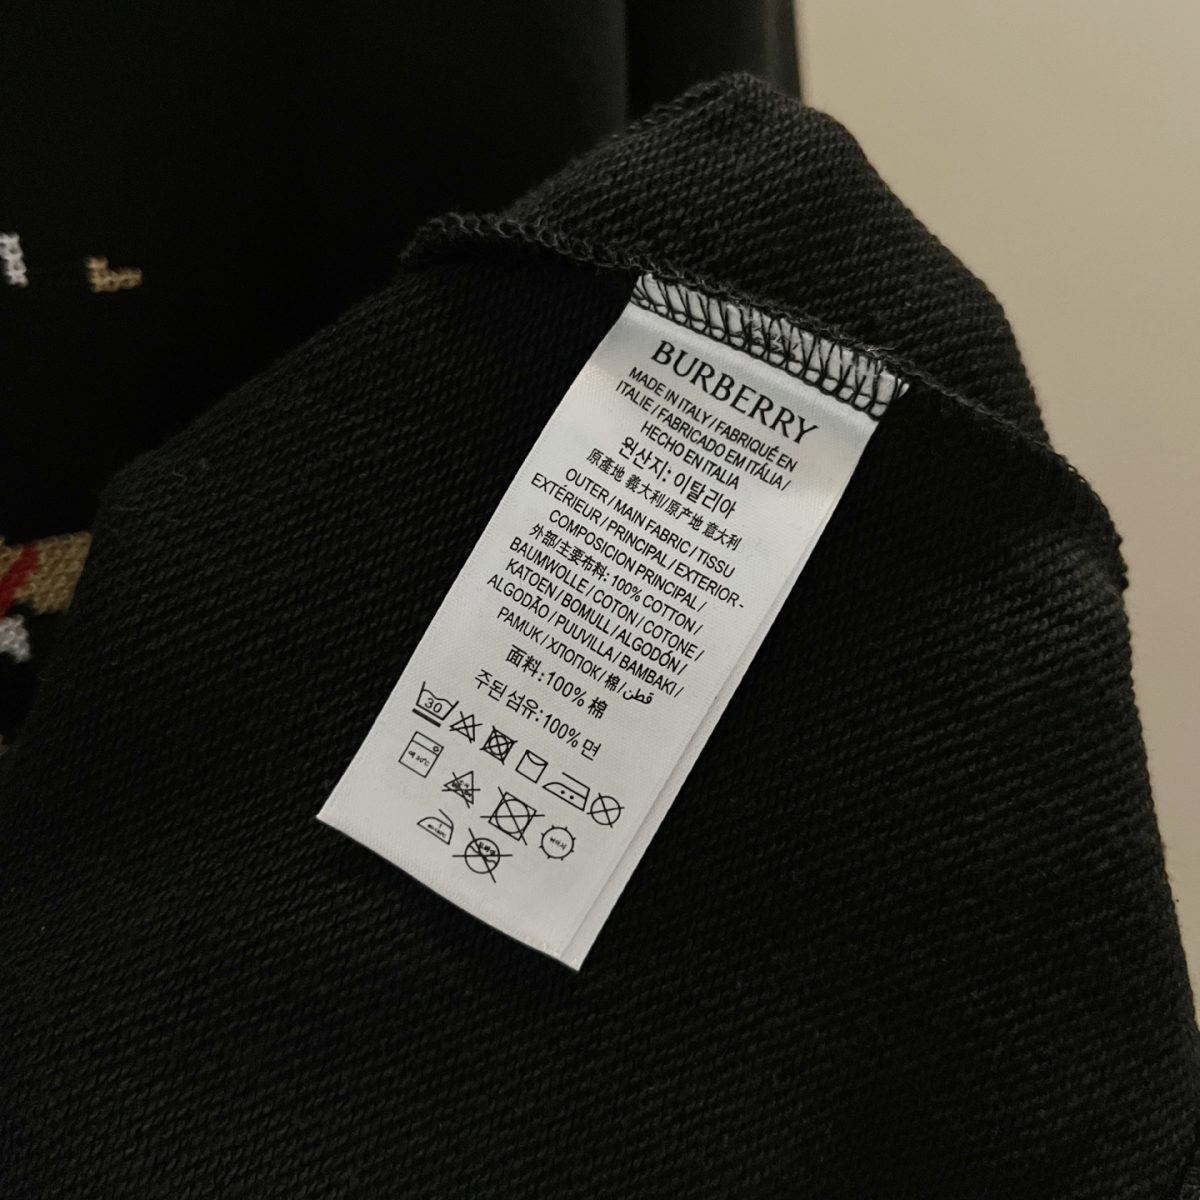 BURBERRY
MADE IN ITALY / FABRIQUÉ EN
ITALIE / FABRICADO EM ITÁLIA /
HECHO EN ITALIA
원산지: 이탈리아
原產地 義大利/原产地 意大利
OUTER / MAIN FABRIC / TISSU
EXTÉRIEUR / PRINCIPAL / EXTERIOR -
COMPOSICION PRINCIPAL /
外部/主要布料: 100% COTTON /
BAUMWOLLE / COTON / COTONE /
KATOEN / BOMULL / ALGODÓN /
ALGODÃO / PUUVILLA / BAMBAKI /
PAMUK / ХЛОПОК / 棉 / قطن
面料:100% 棉
주된 섬유:100% 면
30